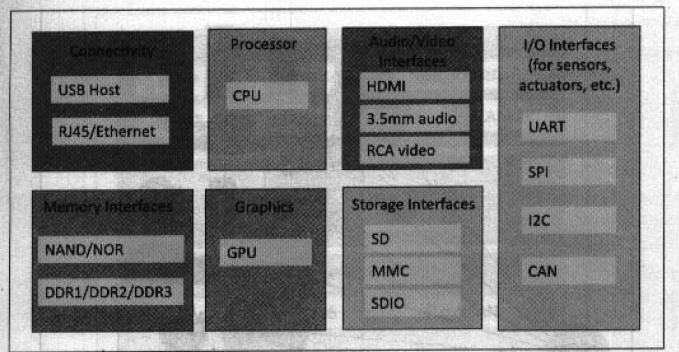 Connectivity
USB Host
RJ45/Ethernet
Processor
CPU
Audio/Video
Interfaces
HDMI
3.5mm audio
RCA video
I/O Interfaces
(for sensors,
actuators, etc.)
UART
SPI
I2C
CAN
Memory Interfaces
NAND/NOR
DDR1/DDR2/DDR3
Graphics
GPU
Storage Interfaces
SD
MMC
SDIO